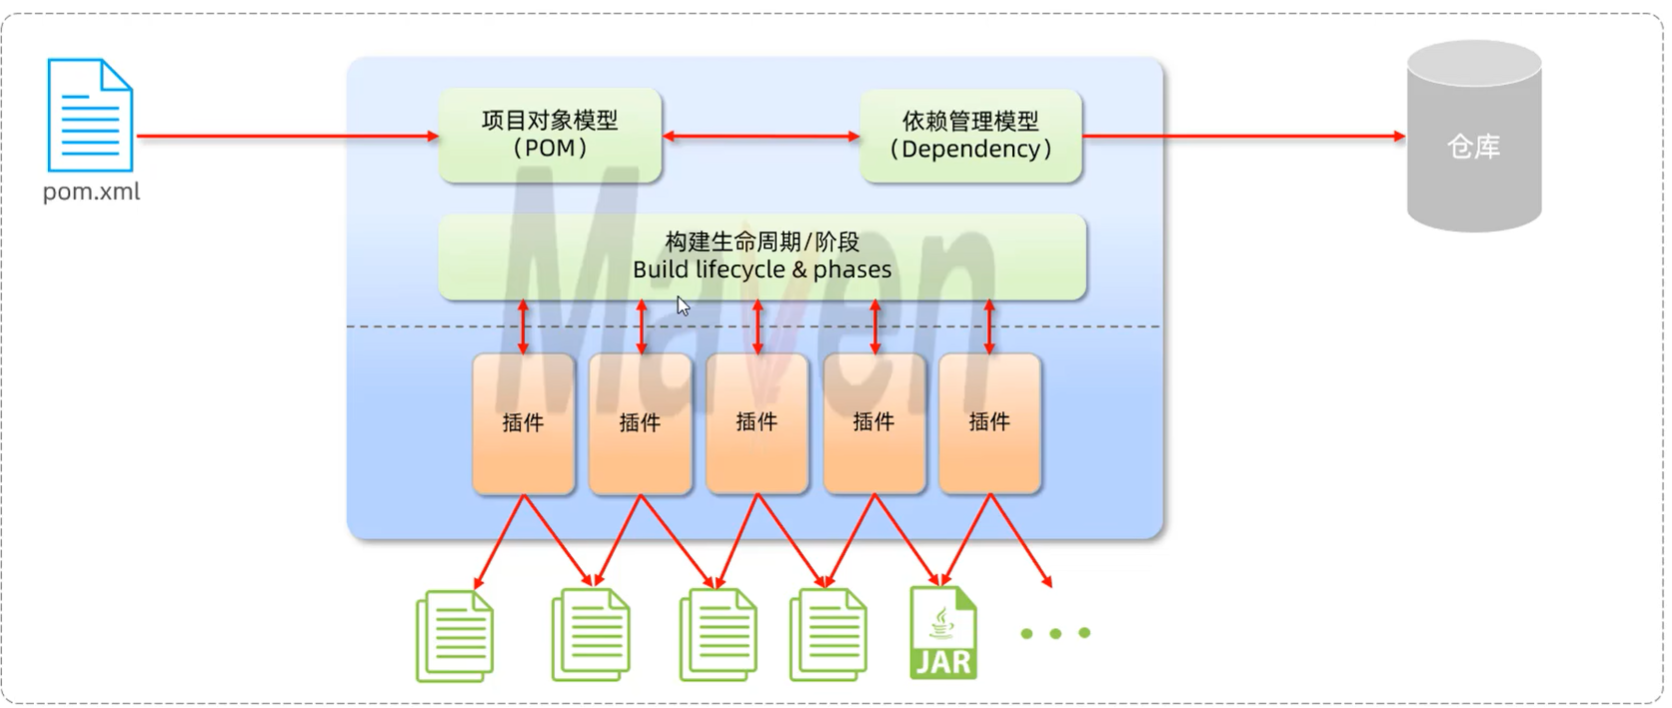 pom.xml
项目对象模型
（POM）
依赖管理模型
（Dependency）
仓库
构建生命周期/阶段
Build lifecycle & phases
Maven
插件
插件
插件
插件
插件
JAR